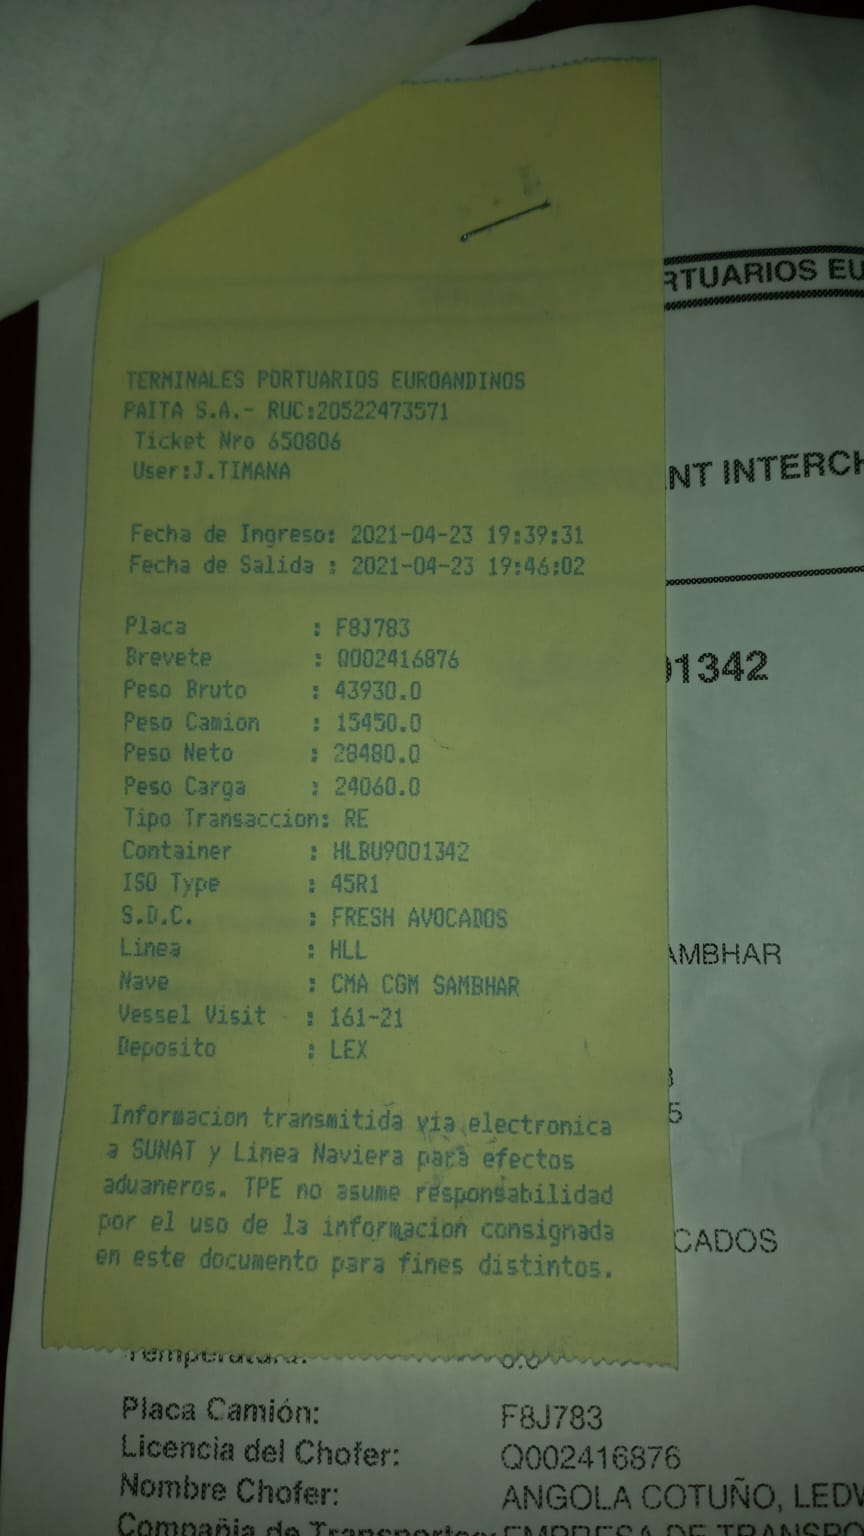 TERMINALES PORTUARIOS EUROANDINOS
PAITA S.A.- RUC:20522473571
Ticket Nro 650806
User:J.TIMANA
Fecha de Ingreso: 2021-04-23 19:39:31
Fecha de Salida : 2021-04-23 19:46:02
Placa : F8J783
Brevete : Q002416876
Peso Bruto : 43930.0
Peso Camion : 15450.0
Peso Neto : 28480.0
Peso Carga : 24060.0
Tipo Transaccion: RE
Container : HLBU9001342
ISO Type : 45R1
S.D.C. : FRESH AVOCADOS
Linea : HLL
Nave : CMA CGM SAMBHAR
Vessel Visit : 161-21
Deposito : LEX
Informacion transmitida via electronica
a SUNAT y Linea Naviera para efectos
aduaneros. TPE no asume responsabilidad
por el uso de la informacion consignada
en este documento para fines distintos.
RTUARIOS EU
NT INTERCH
1342
AMBHAR
5
CADOS
Temperatura:
Placa Camión: F8J783
Licencia del Chofer: Q002416876
Nombre Chofer: ANGOLA COTUÑO, LEDW